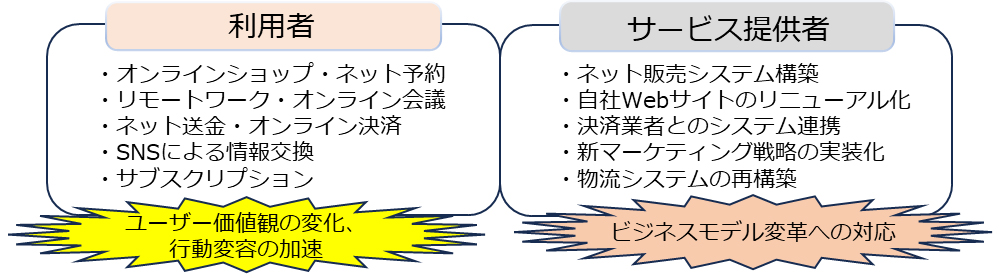 利用者
・オンラインショップ・ネット予約
・リモートワーク・オンライン会議
・ネット送金・オンライン決済
・SNSによる情報交換
・サブスクリプション
ユーザー価値観の変化、
行動変容の加速
サービス提供者
・ネット販売システム構築
・自社Webサイトのリニューアル化
・決済業者とのシステム連携
・新マーケティング戦略の実装化
・物流システムの再構築
ビジネスモデル変革への対応